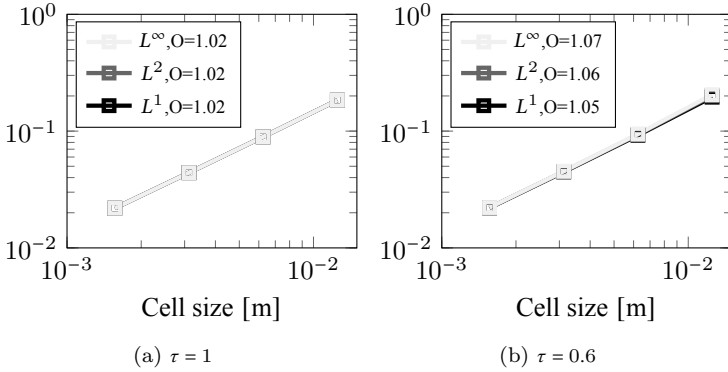 10^0
10^-1
10^-2
10^-3
10^-2
L^∞,O=1.02
L^2,O=1.02
L^1,O=1.02
Cell size [m]
(a) τ = 1
10^0
10^-1
10^-2
10^-3
10^-2
L^∞,O=1.07
L^2,O=1.06
L^1,O=1.05
Cell size [m]
(b) τ = 0.6